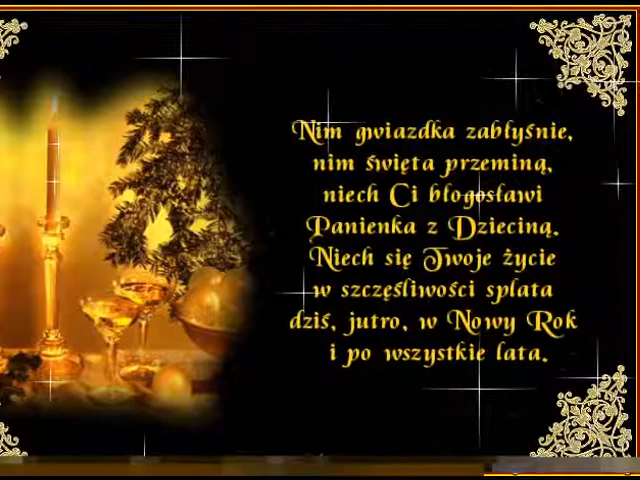 Nim gwiazdka zabłyśnie,
nim święta przeminą,
niech Ci błogosławi
Panienka z Dzieciną.
Niech się Twoje życie
w szczęśliwości splata
dziś, jutro, w Nowy Rok
i po wszystkie lata.